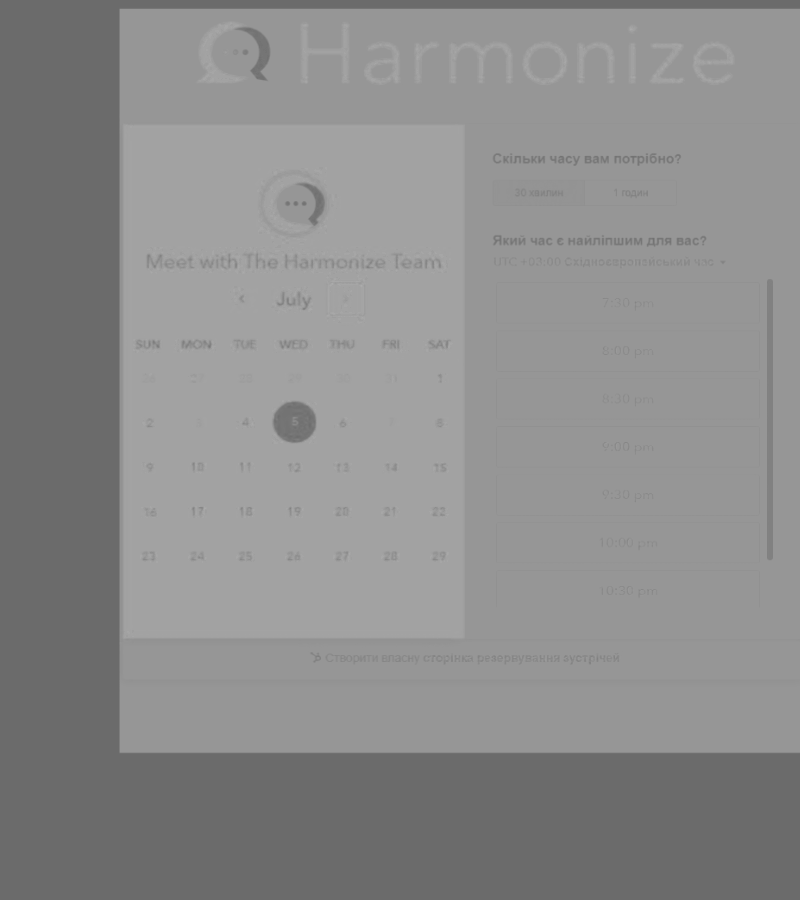 Harmonize
Meet with The Harmonize Team
July
SUN MON TUE WED THU FRI SAT
26 27 28 29 30 31 1
2 3 4 5 6 7 8
9 10 11 12 13 14 15
16 17 18 19 20 21 22
23 24 25 26 27 28 29
Скільки часу вам потрібно?
30 хвилин 1 годин
Який час є найліпшим для вас?
UTC +03:00 Східноєвропейський час
7:30 pm
8:00 pm
8:30 pm
9:00 pm
9:30 pm
10:00 pm
10:30 pm
Створити власну сторінка резервування зустрічей